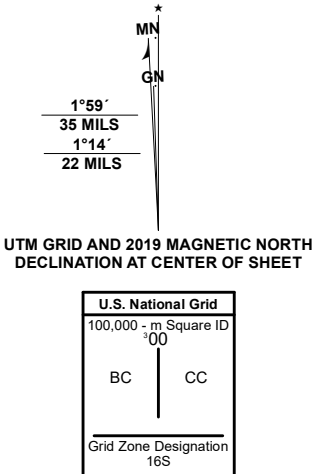 ★
MN
GN
1°59´
35 MILS
1°14´
22 MILS
UTM GRID AND 2019 MAGNETIC NORTH
DECLINATION AT CENTER OF SHEET
U.S. National Grid
100,000 - m Square ID
³00
BC CC
Grid Zone Designation
16S